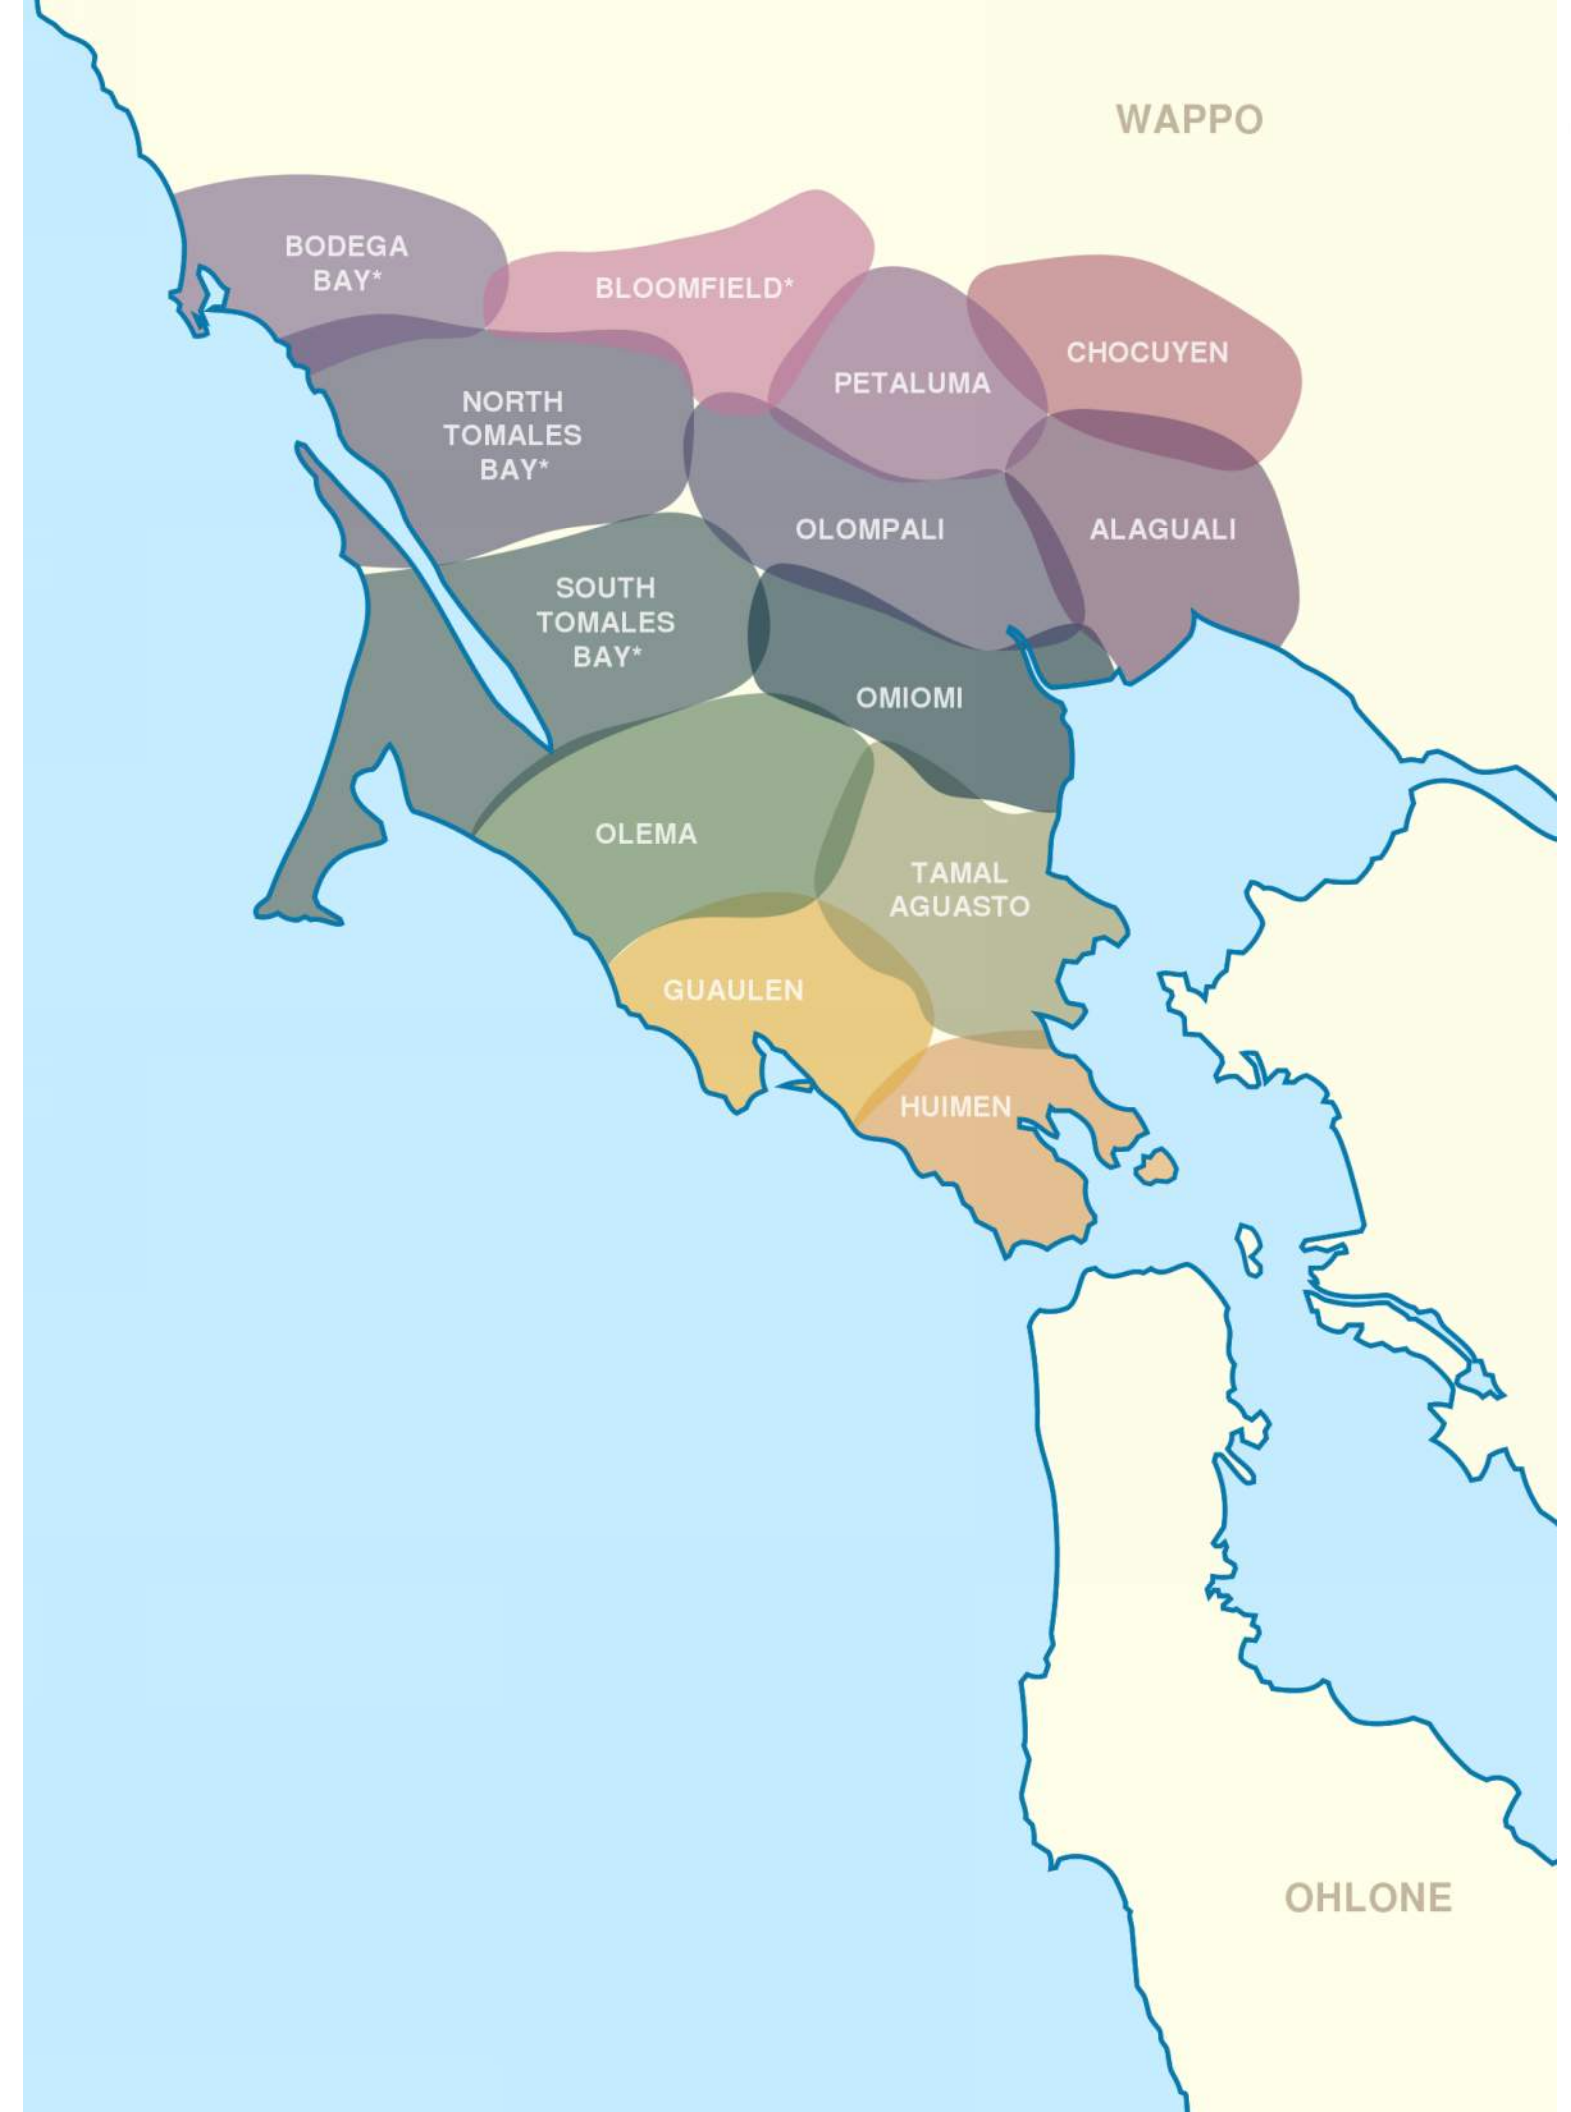 WAPPO
BODEGA
BAY*
BLOOMFIELD*
CHOCUYEN
PETALUMA
NORTH
TOMALES
BAY*
OLOMPALI
ALAGUALI
SOUTH
TOMALES
BAY*
OMIOMI
OLEMA
TAMAL
AGUASTO
GUAULEN
HUIMEN
OHLONE